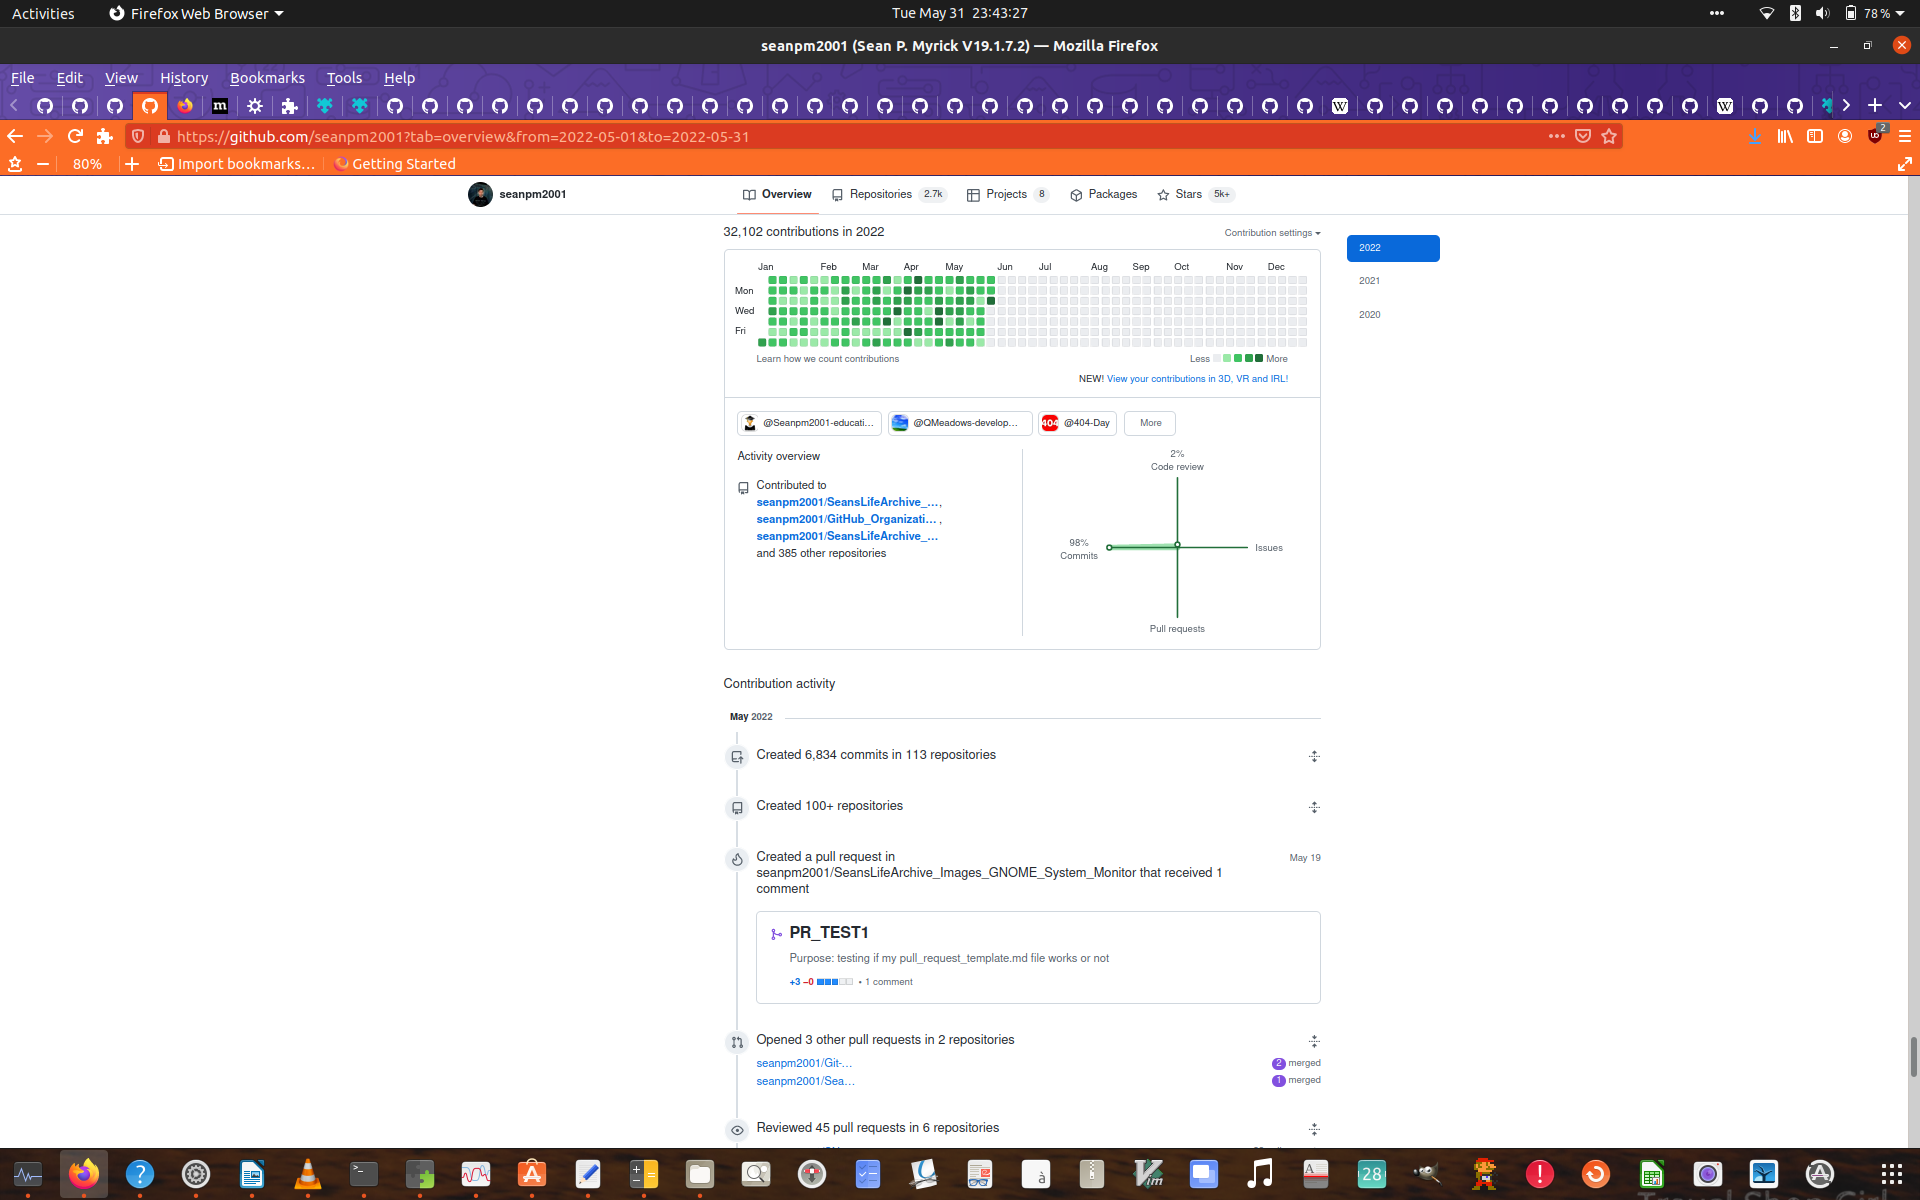 Activities Firefox Web Browser Tue May 31 23:43:27 78 %
seanpm2001 (Sean P. Myrick V19.1.7.2) — Mozilla Firefox
File Edit View History Bookmarks Tools Help
https://github.com/seanpm2001?tab=overview&from=2022-05-01&to=2022-05-31
2
80% Import bookmarks… Getting Started
seanpm2001 Overview Repositories 2.7k Projects 8 Packages Stars 5k+
32,102 contributions in 2022 Contribution settings
2022
2021
2020
Jan Feb Mar Apr May Jun Jul Aug Sep Oct Nov Dec
Mon
Wed
Fri
Learn how we count contributions Less More
NEW! View your contributions in 3D, VR and IRL!
@Seanpm2001-educati… @QMeadows-develop… 404 @404-Day More
Activity overview
Contributed to
seanpm2001/SeansLifeArchive_…,
seanpm2001/GitHub_Organizati… ,
seanpm2001/SeansLifeArchive_…
and 385 other repositories
2%
Code review
98%
Commits
Issues
Pull requests
Contribution activity
May 2022
Created 6,834 commits in 113 repositories
Created 100+ repositories
Created a pull request in May 19
seanpm2001/SeansLifeArchive_Images_GNOME_System_Monitor that received 1
comment
PR_TEST1
Purpose: testing if my pull_request_template.md file works or not
+3 −0 • 1 comment
Opened 3 other pull requests in 2 repositories
seanpm2001/Git-… 2 merged
seanpm2001/Sea… 1 merged
Reviewed 45 pull requests in 6 repositories
28